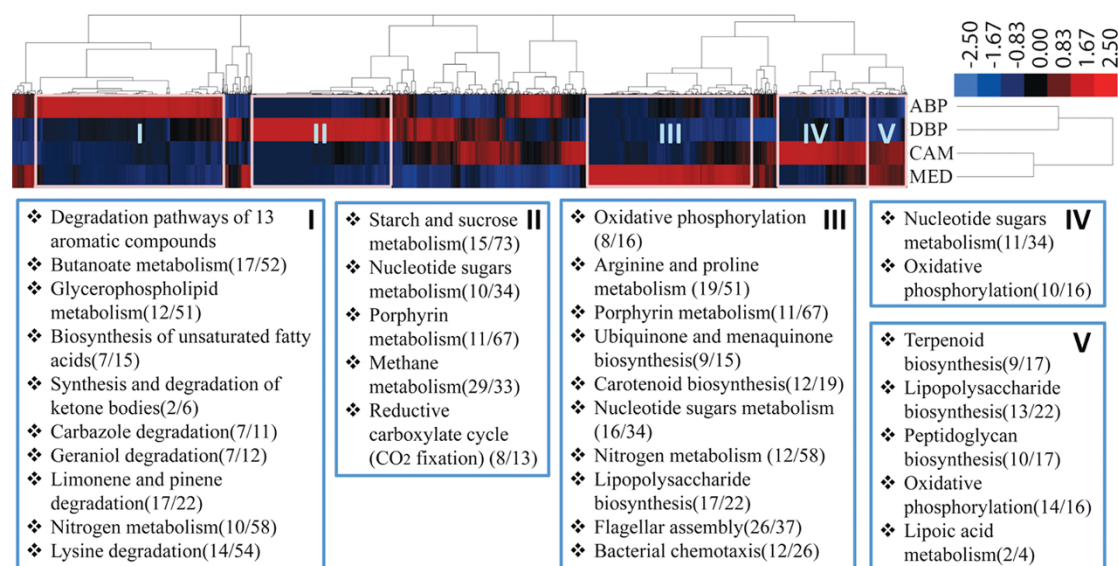 -2.50
-1.67
-0.83
0.00
0.83
1.67
2.50
I
II
III
IV
V
ABP
DBP
CAM
MED
I
❖ Degradation pathways of 13
aromatic compounds
❖ Butanoate metabolism(17/52)
❖ Glycerophospholipid
metabolism(12/51)
❖ Biosynthesis of unsaturated fatty
acids(7/15)
❖ Synthesis and degradation of
ketone bodies(2/6)
❖ Carbazole degradation(7/11)
❖ Geraniol degradation(7/12)
❖ Limonene and pinene
degradation(17/22)
❖ Nitrogen metabolism(10/58)
❖ Lysine degradation(14/54)
II
❖ Starch and sucrose
metabolism(15/73)
❖ Nucleotide sugars
metabolism(10/34)
❖ Porphyrin
metabolism(11/67)
❖ Methane
metabolism(29/33)
❖ Reductive
carboxylate cycle
(CO2 fixation) (8/13)
III
❖ Oxidative phosphorylation
(8/16)
❖ Arginine and proline
metabolism (19/51)
❖ Porphyrin metabolism(11/67)
❖ Ubiquinone and menaquinone
biosynthesis(9/15)
❖ Carotenoid biosynthesis(12/19)
❖ Nucleotide sugars metabolism
(16/34)
❖ Nitrogen metabolism (12/58)
❖ Lipopolysaccharide
biosynthesis(17/22)
❖ Flagellar assembly(26/37)
❖ Bacterial chemotaxis(12/26)
IV
❖ Nucleotide sugars
metabolism(11/34)
❖ Oxidative
phosphorylation(10/16)
V
❖ Terpenoid
biosynthesis(9/17)
❖ Lipopolysaccharide
biosynthesis(13/22)
❖ Peptidoglycan
biosynthesis(10/17)
❖ Oxidative
phosphorylation(14/16)
❖ Lipoic acid
metabolism(2/4)